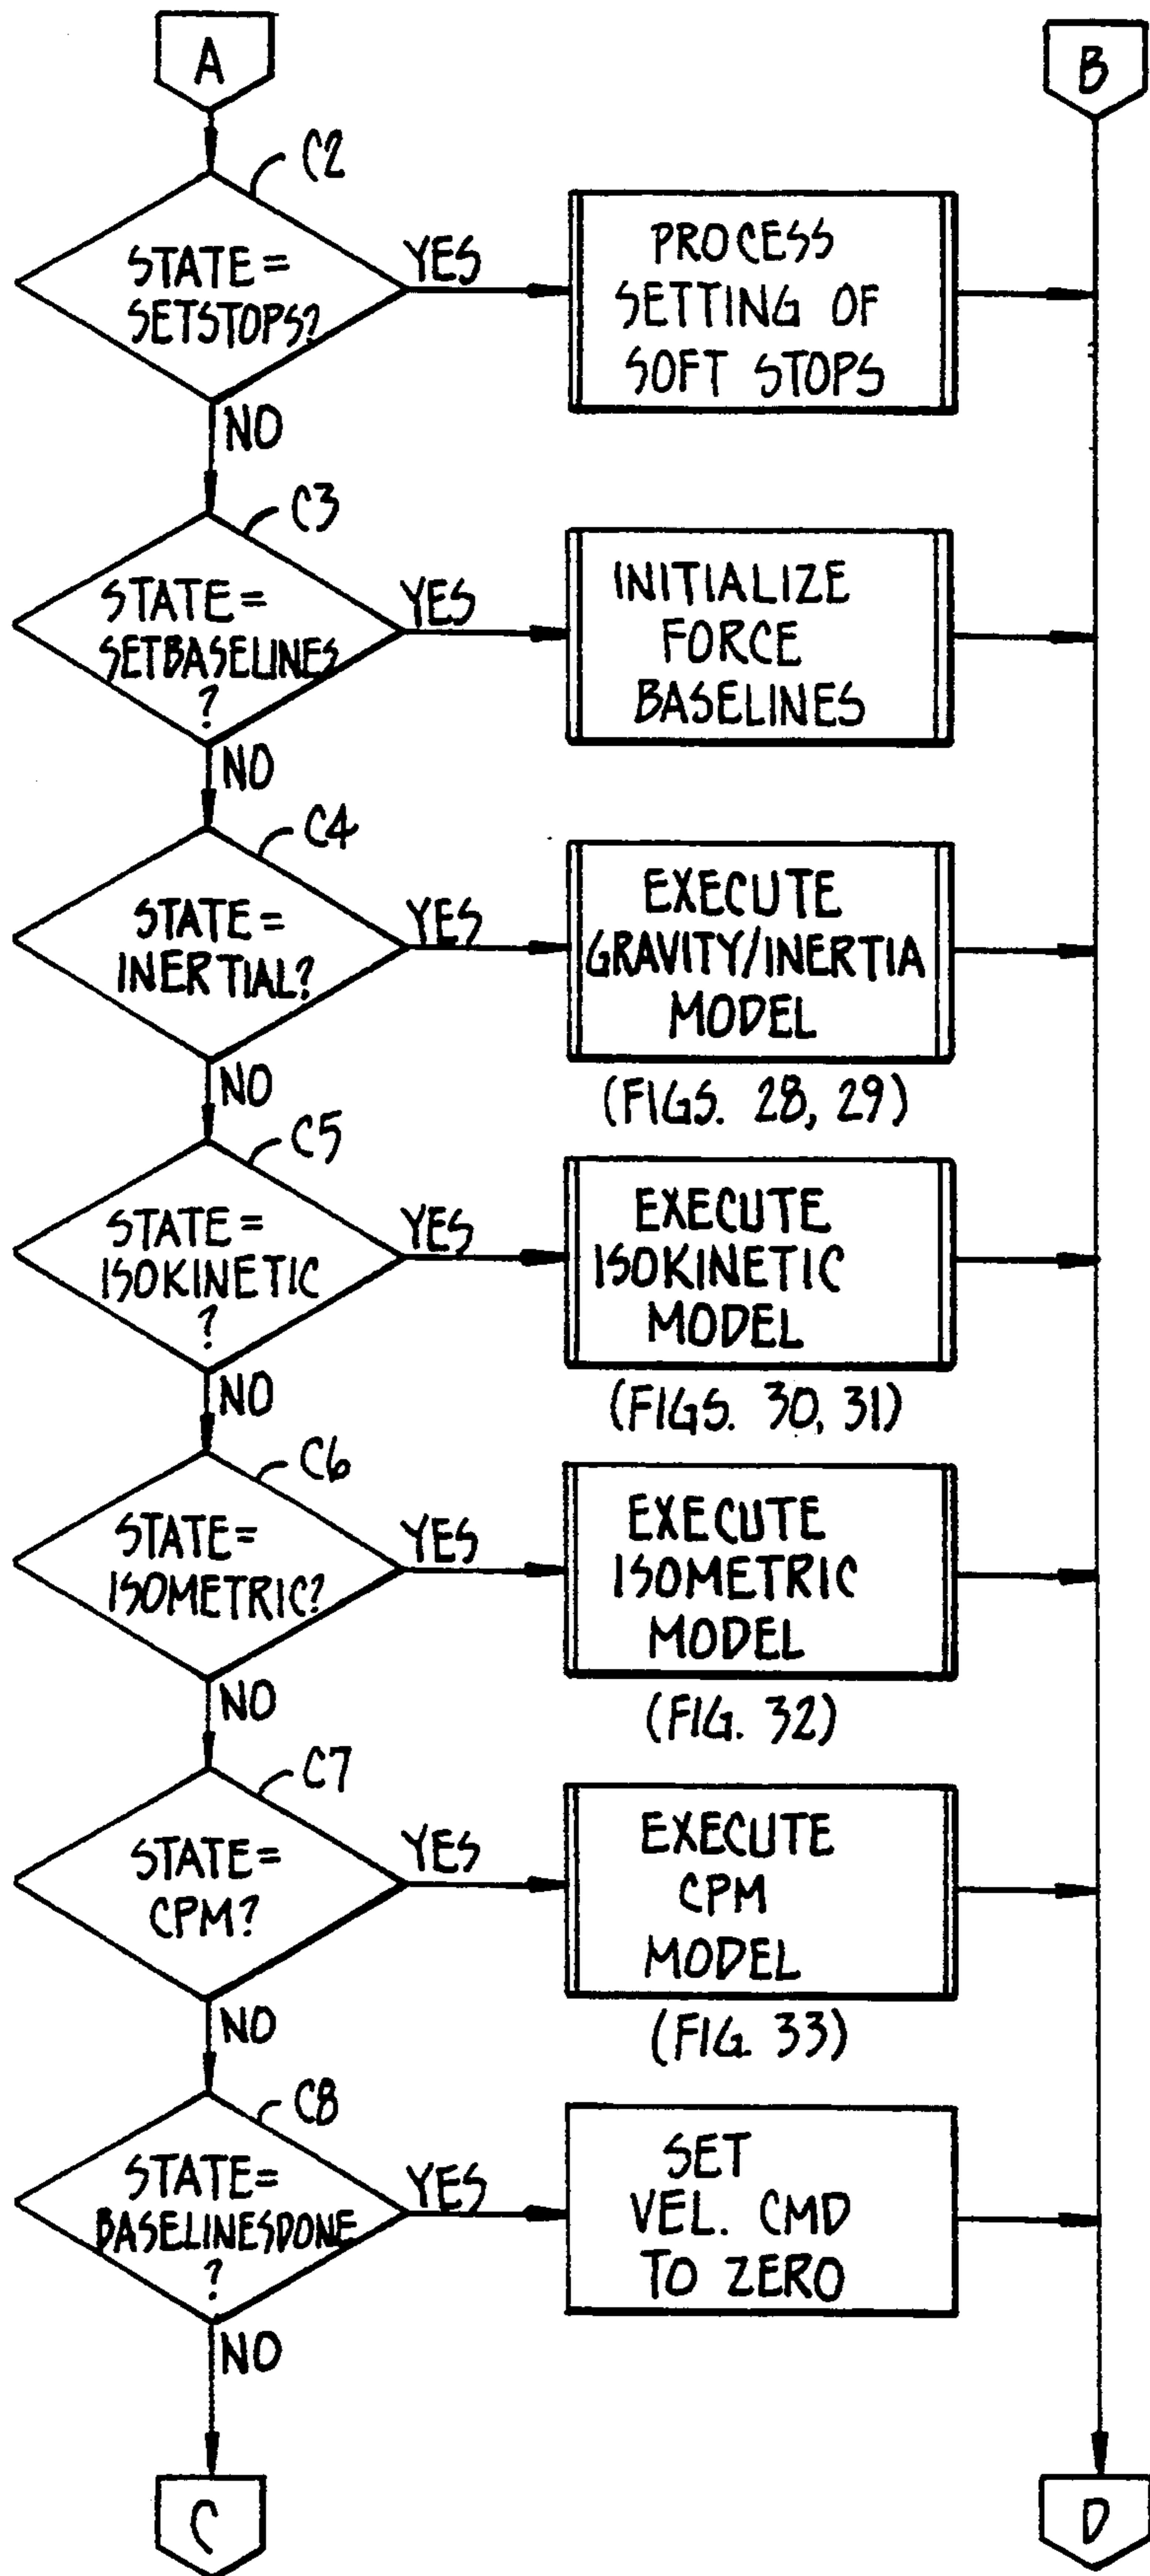 A
B
C2
STATE=
SETSTOPS?
YES
PROCESS
SETTING OF
SOFT STOPS
NO
C3
STATE=
SETBASELINES
?
YES
INITIALIZE
FORCE
BASELINES
NO
C4
STATE=
INERTIAL?
YES
EXECUTE
GRAVITY/INERTIA
MODEL
(FIGS. 28, 29)
NO
C5
STATE=
ISOKINETIC
?
YES
EXECUTE
ISOKINETIC
MODEL
(FIGS. 30, 31)
NO
C6
STATE=
ISOMETRIC?
YES
EXECUTE
ISOMETRIC
MODEL
(FIG. 32)
NO
C7
STATE=
CPM?
YES
EXECUTE
CPM
MODEL
(FIG. 33)
NO
C8
STATE=
BASELINESDONE
?
YES
SET
VEL. CMD
TO ZERO
NO
C
D